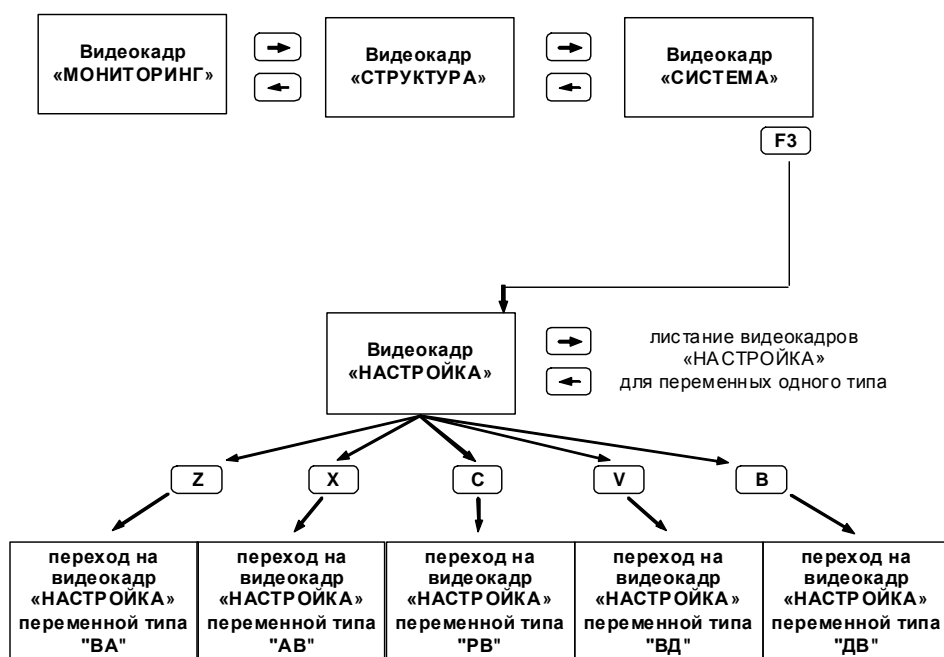 Видеокадр
«МОНИТОРИНГ»
Видеокадр
«СТРУКТУРА»
Видеокадр
«СИСТЕМА»
F3
Видеокадр
«НАСТРОЙКА»
листание видеокадров
«НАСТРОЙКА»
для переменных одного типа
Z
X
C
V
B
переход на
видеокадр
«НАСТРОЙКА»
переменной типа
"ВА"
переход на
видеокадр
«НАСТРОЙКА»
переменной типа
"АВ"
переход на
видеокадр
«НАСТРОЙКА»
переменной типа
"РВ"
переход на
видеокадр
«НАСТРОЙКА»
переменной типа
"ВД"
переход на
видеокадр
«НАСТРОЙКА»
переменной типа
"ДВ"